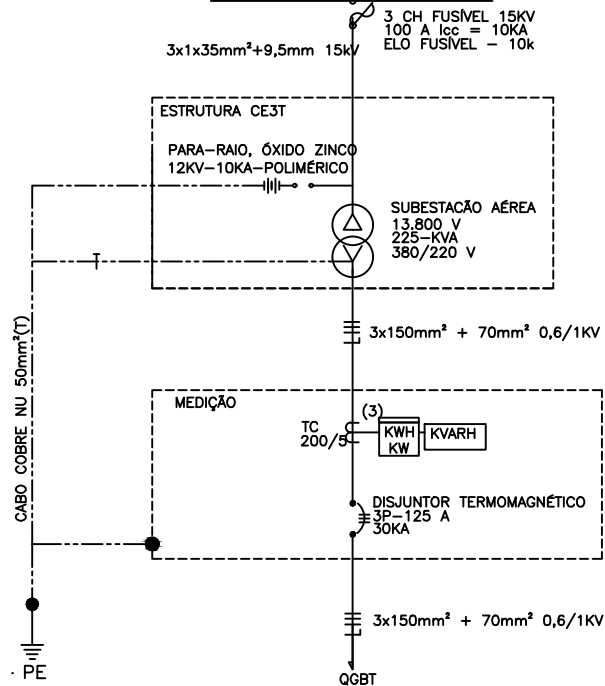 3 CH FUSÍVEL 15KV
100 A Icc = 10KA
ELO FUSÍVEL - 10k
3x1x35mm²+9,5mm 15kV
ESTRUTURA CE3T
PARA-RAIO, ÓXIDO ZINCO
12KV-10KA-POLIMÉRICO
SUBESTACÃO AÉREA
13.800 V
225-KVA
380/220 V
T
3x150mm² + 70mm² 0,6/1KV
CABO COBRE NU 50mm²(T)
MEDIÇÃO
(3)
TC
200/5
KWH
KW
KVARH
DISJUNTOR TERMOMAGNÉTICO
3P-125 A
30KA
3x150mm² + 70mm² 0,6/1KV
PE
QGBT